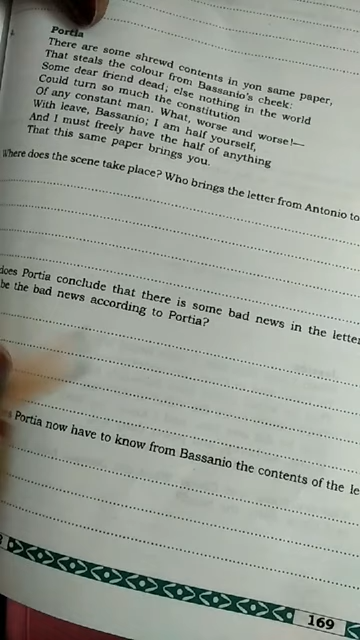 Portia
There are some shrewd contents in yon same paper,
That steals the colour from Bassanio's cheek:
Some dear friend dead; else nothing in the world
Could turn so much the constitution
Of any constant man. What, worse and worse!—
With leave, Bassanio; I am half yourself,
And I must freely have the half of anything
That this same paper brings you.
Where does the scene take place? Who brings the letter from Antonio to
does Portia conclude that there is some bad news in the letter
be the bad news according to Portia?
Portia now have to know from Bassanio the contents of the le
169